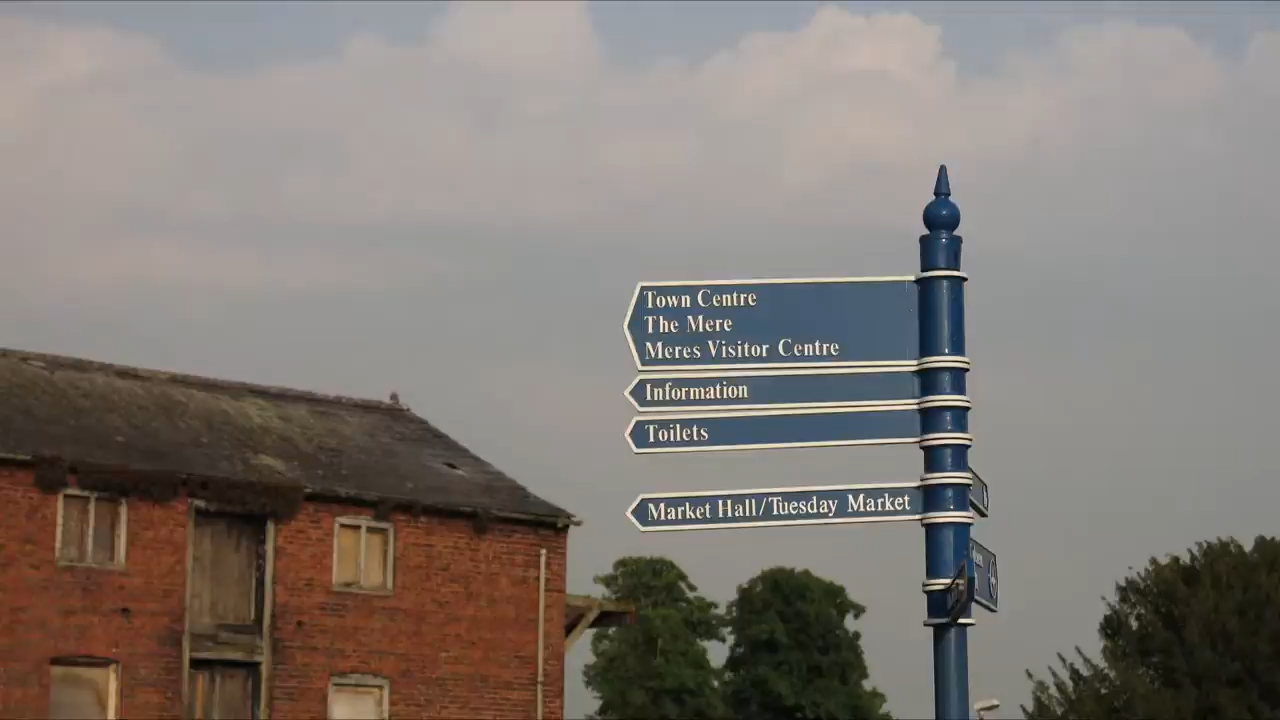 Town Centre
The Mere
Meres Visitor Centre
Information
Toilets
Market Hall/Tuesday Market